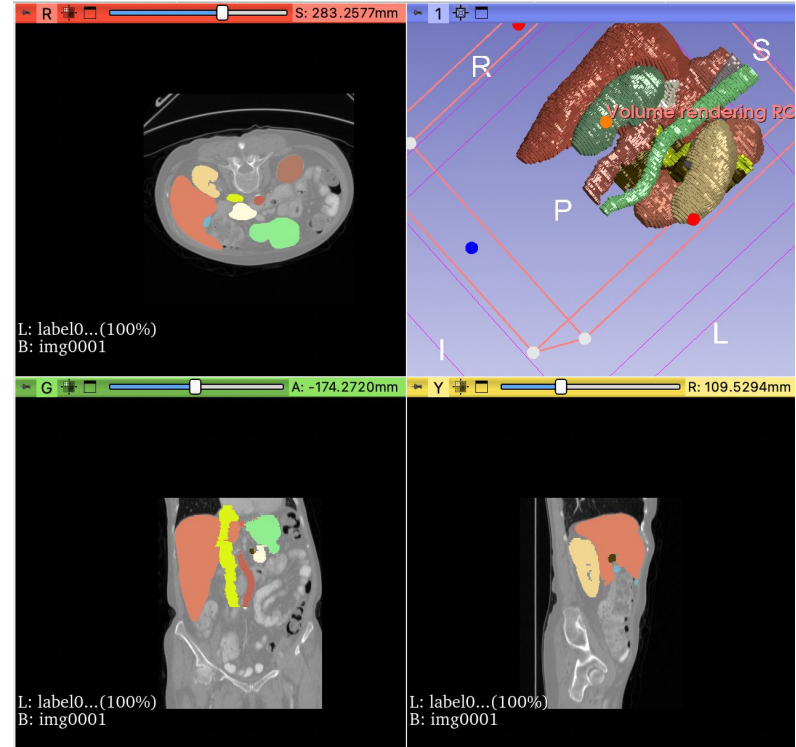 R S: 283.2577mm
L: label0...(100%)
B: img0001
1
R
S
Volume rendering RO
P
I
L
G A: -174.2720mm
L: label0...(100%)
B: img0001
Y R: 109.5294mm
L: label0...(100%)
B: img0001